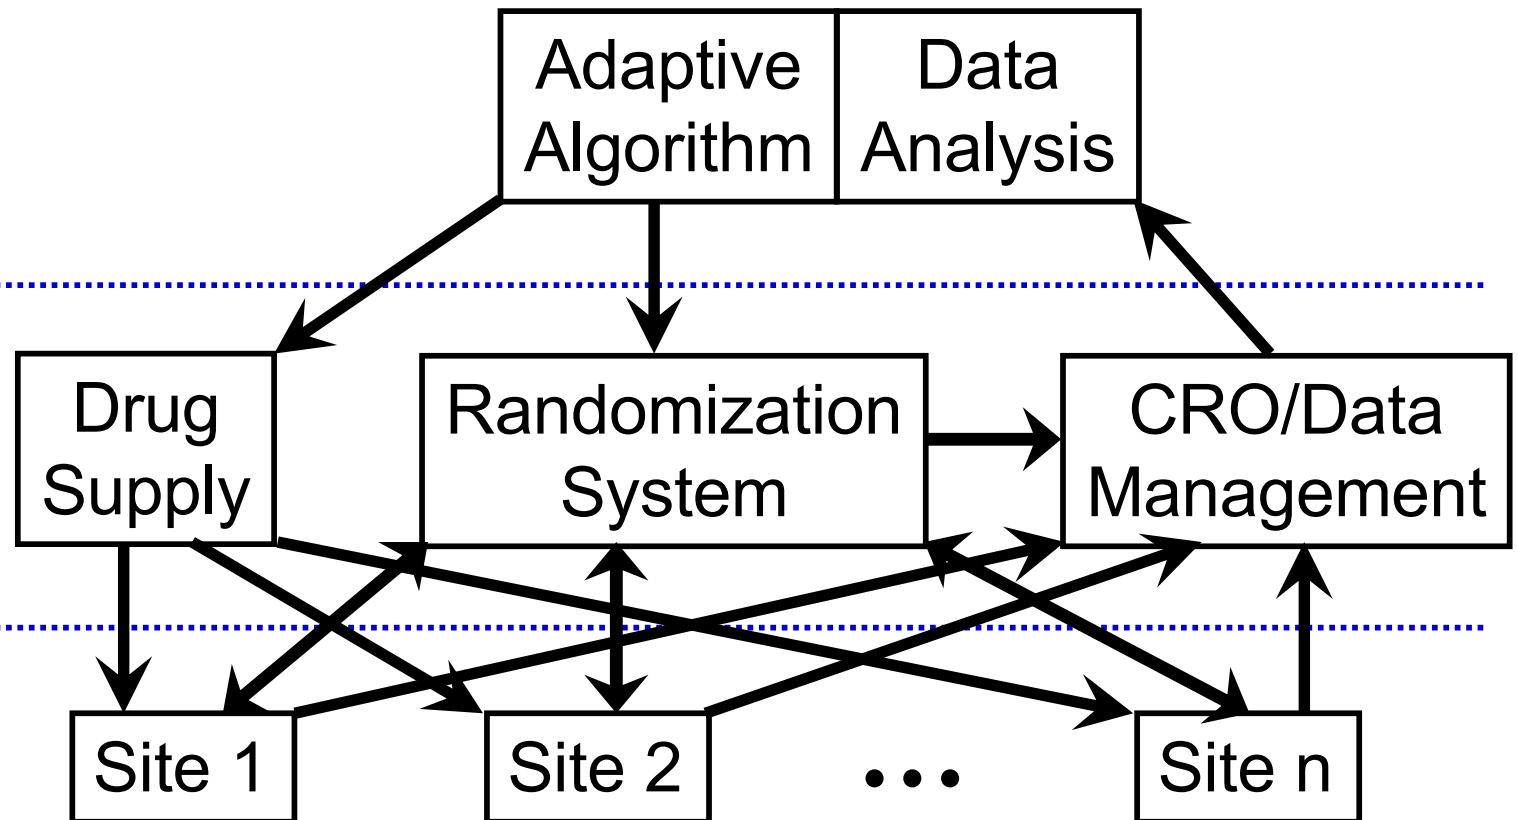 Adaptive
Algorithm
Data
Analysis
Drug
Supply
Randomization
System
CRO/Data
Management
Site 1
Site 2
...
Site n